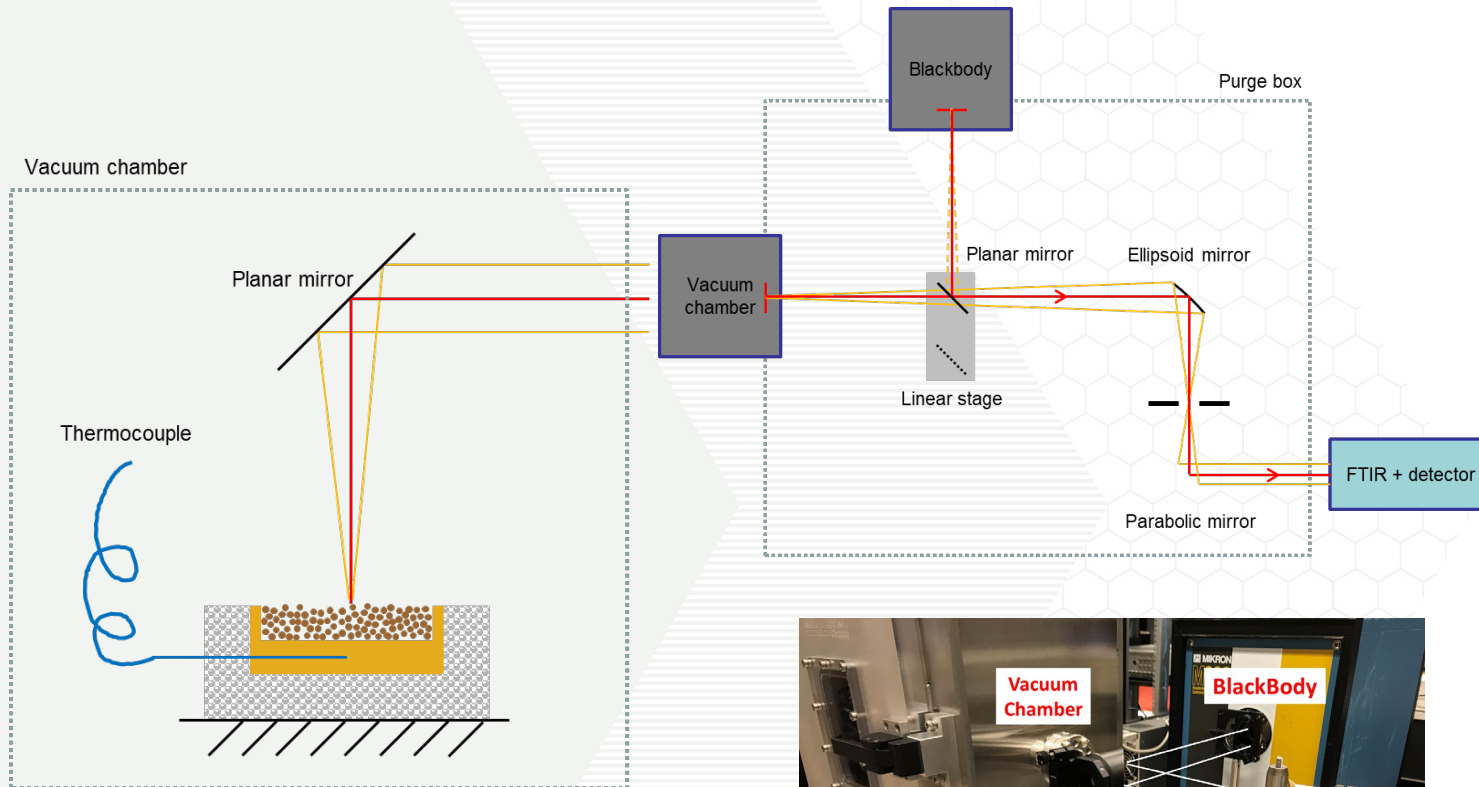 Blackbody
Purge box
Vacuum chamber
Planar mirror
Vacuum
chamber
Planar mirror
Ellipsoid mirror
Linear stage
Thermocouple
FTIR + detector
Parabolic mirror
Vacuum
Chamber
MIKRON
BlackBody